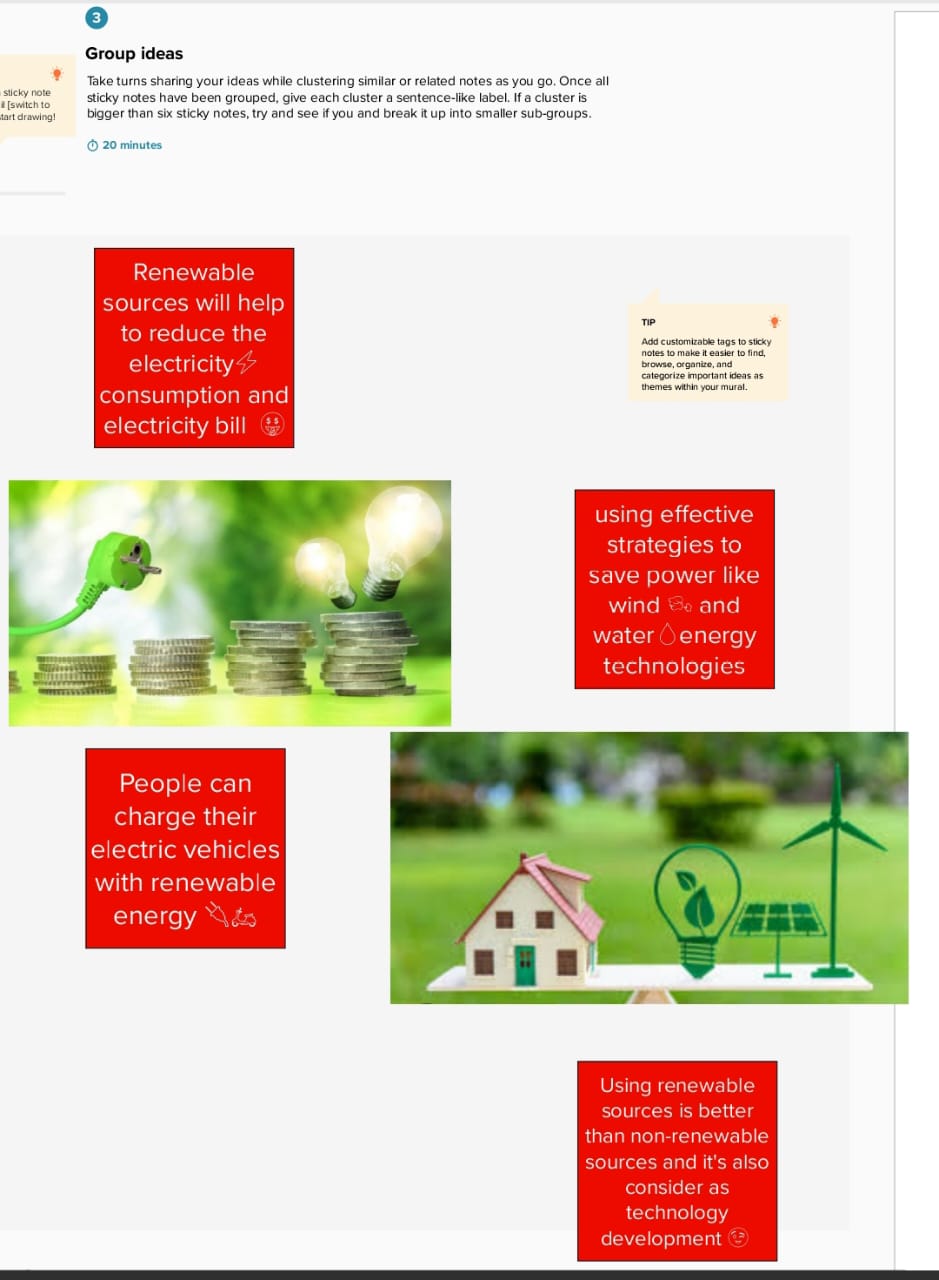 3
Group ideas
Take turns sharing your ideas while clustering similar or related notes as you go. Once all
sticky notes have been grouped, give each cluster a sentence-like label. If a cluster is
bigger than six sticky notes, try and see if you and break it up into smaller sub-groups.
20 minutes
sticky note
[switch to
drawing!
Renewable
sources will help
to reduce the
electricity⚡
consumption and
electricity bill 🤑
TIP
Add customizable tags to sticky
notes to make it easier to find,
browse, organize, and
categorize important ideas as
themes within your mural.
using effective
strategies to
save power like
wind and
water💧energy
technologies
People can
charge their
electric vehicles
with renewable
energy 🔌🛵
Using renewable
sources is better
than non-renewable
sources and it's also
consider as
technology
development